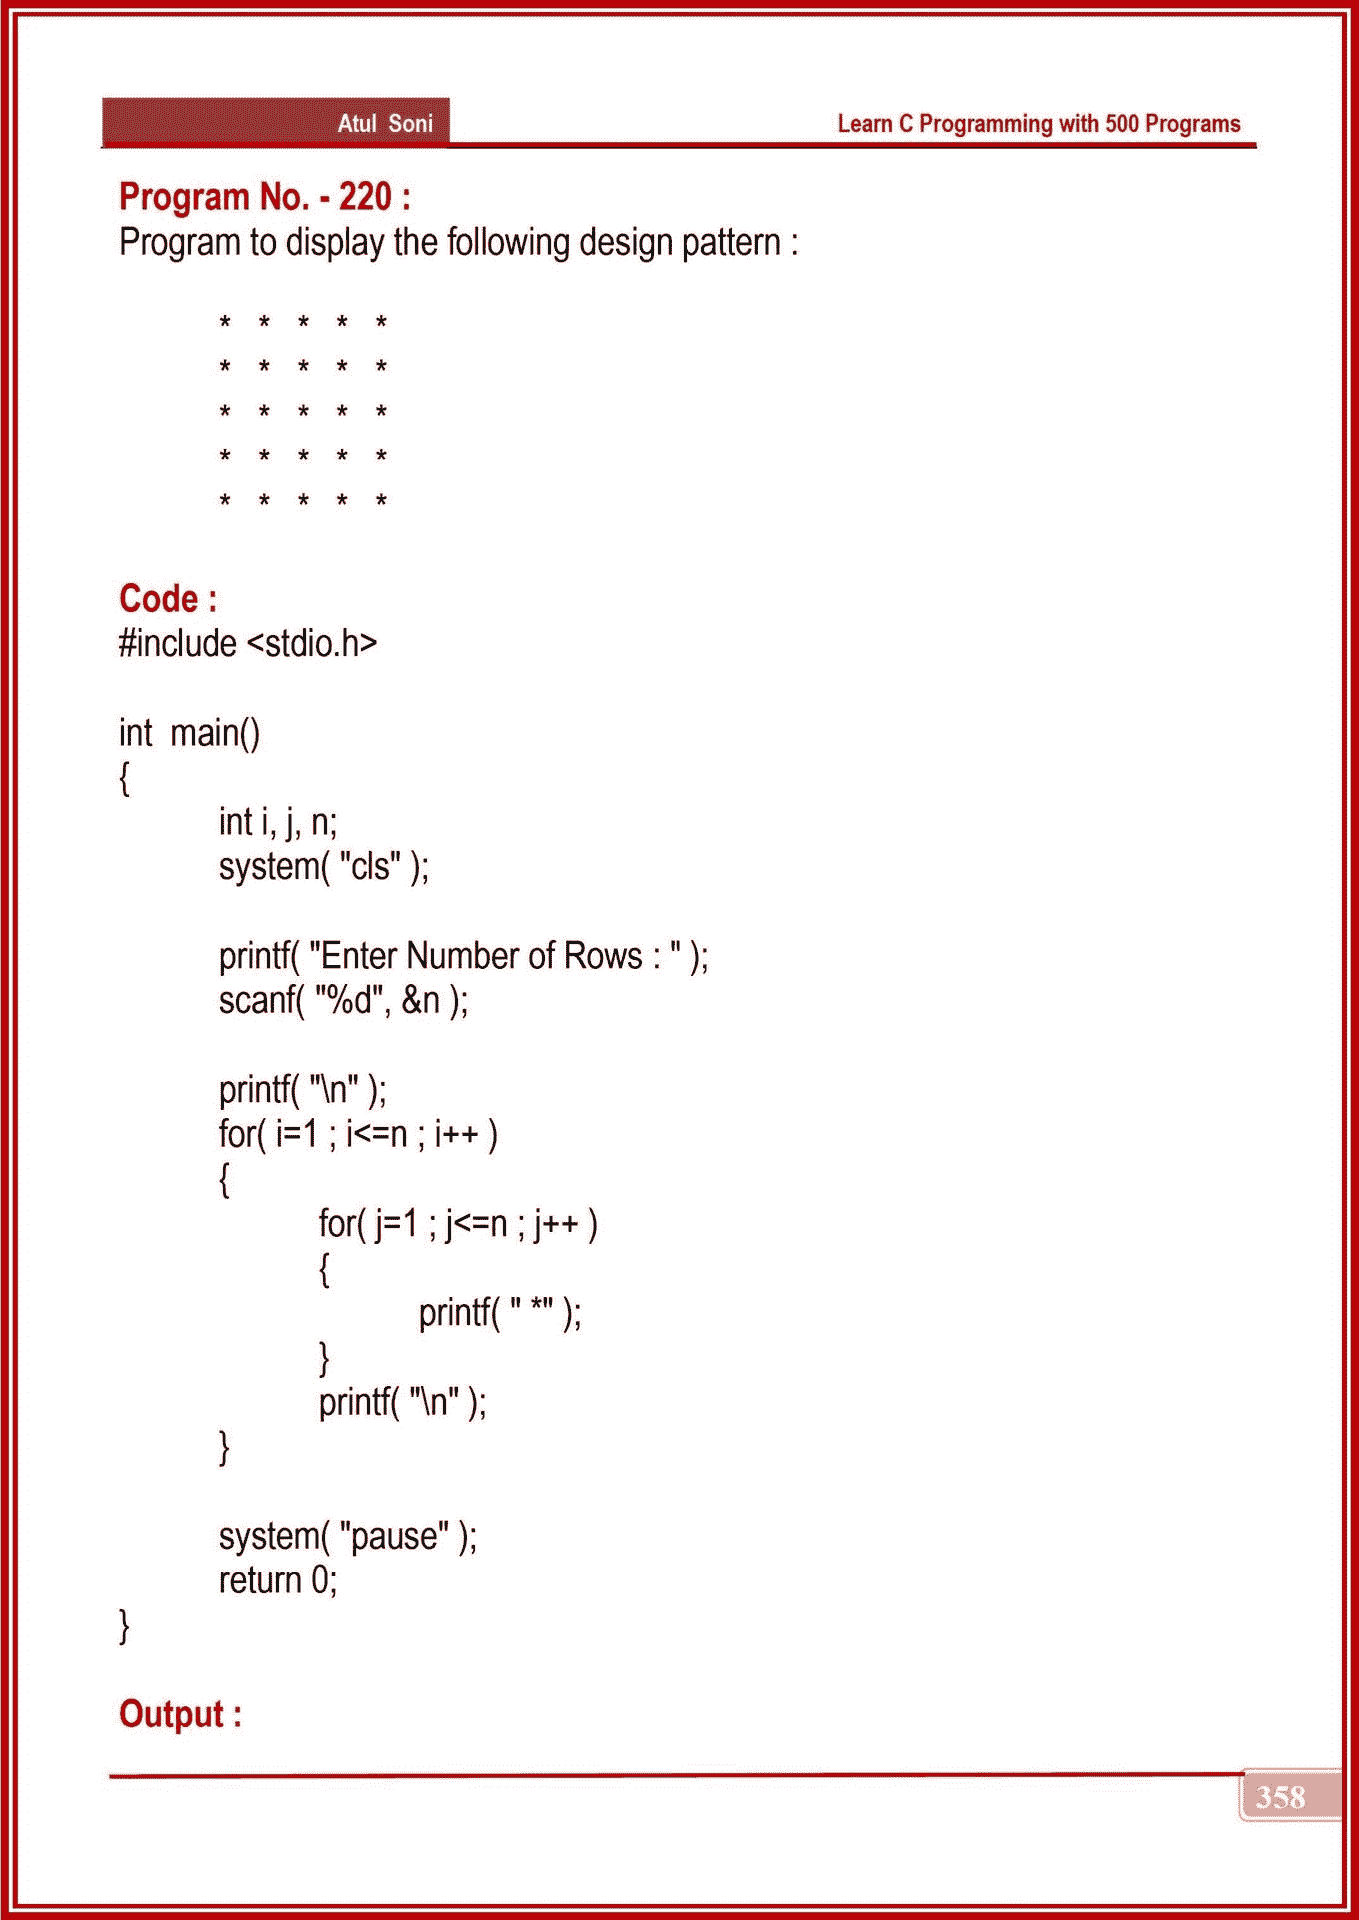 Atul  Soni
Learn C Programming with 500 Programs
Program No. - 220 :
Program to display the following design pattern :
* * * * *
* * * * *
* * * * *
* * * * *
* * * * *
Code :
#include <stdio.h>
int  main()
{
int i, j, n;
system( "cls" );
printf( "Enter Number of Rows : " );
scanf( "%d", &n );
printf( "\n" );
for( i=1 ; i<=n ; i++ )
{
for( j=1 ; j<=n ; j++ )
{
printf( " *" );
}
printf( "\n" );
}
system( "pause" );
return 0;
}
Output :
358